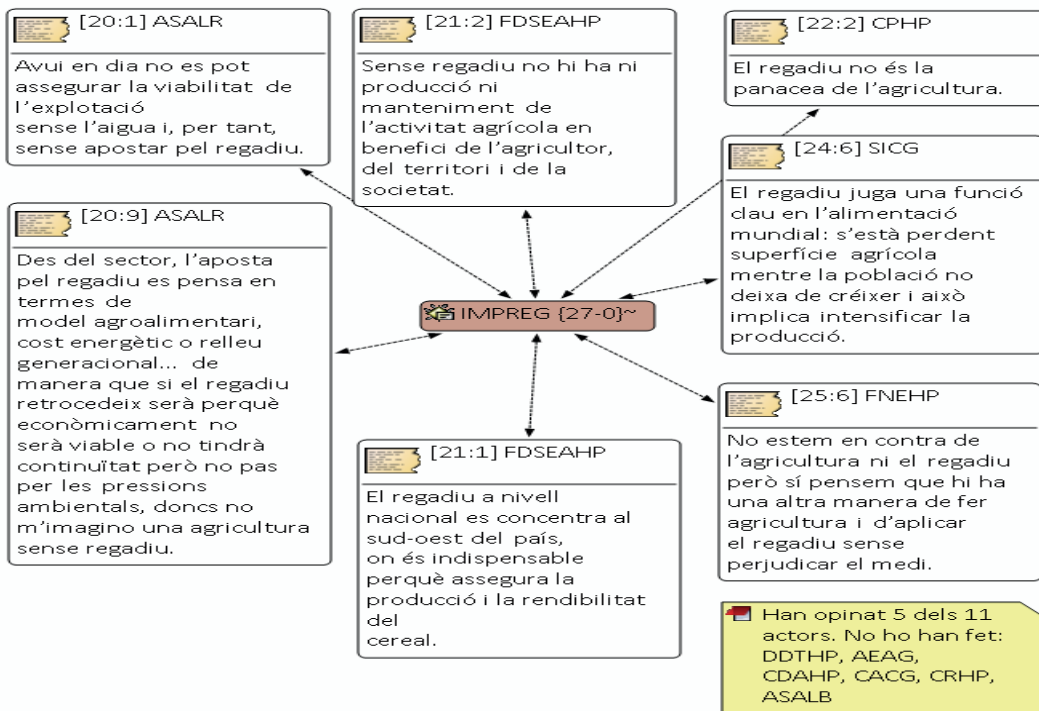 [20:1] ASALR
Avui en dia no es pot
assegurar la viabilitat de
l'explotació
sense l'aigua i, per tant,
sense apostar pel regadiu.
[21:2] FDSEAHP
Sense regadiu no hi ha ni
producció ni
manteniment de
l'activitat agrícola en
benefici de l'agricultor,
del territori i de la
societat.
[22:2] CPHP
El regadiu no és la
panacea de l'agricultura.
[24:6] SICG
El regadiu juga una funció
clau en l'alimentació
mundial: s'està perdent
superfície agrícola
mentre la població no
deixa de créixer i això
implica intensificar la
producció.
[20:9] ASALR
Des del sector, l'aposta
pel regadiu es pensa en
termes de
model agroalimentari,
cost energètic o relleu
generacional... de
manera que si el regadiu
retrocedeix serà perquè
econòmicament no
serà viable o no tindrà
continuïtat però no pas
per les pressions
ambientals, doncs no
m'imagino una agricultura
sense regadiu.
IMPREG {27-0}~
[21:1] FDSEAHP
El regadiu a nivell
nacional es concentra al
sud-oest del país,
on és indispensable
perquè assegura la
producció i la rendibilitat
del
cereal.
[25:6] FNEHP
No estem en contra de
l'agricultura ni el regadiu
però sí pensem que hi ha
una altra manera de fer
agricultura i d'aplicar
el regadiu sense
perjudicar el medi.
Han opinat 5 dels 11
actors. No ho han fet:
DDTHP, AEAG,
CDAHP, CACG, CRHP,
ASALB